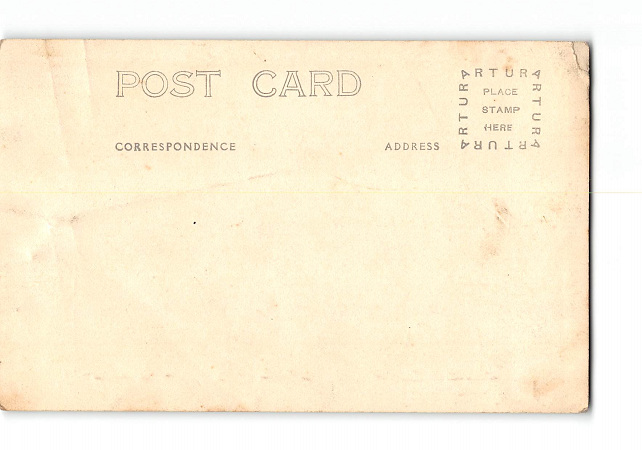 POST CARD
ARTURA
ARTURA
ARTURA
ARTURA
PLACE
STAMP
HERE
CORRESPONDENCE
ADDRESS